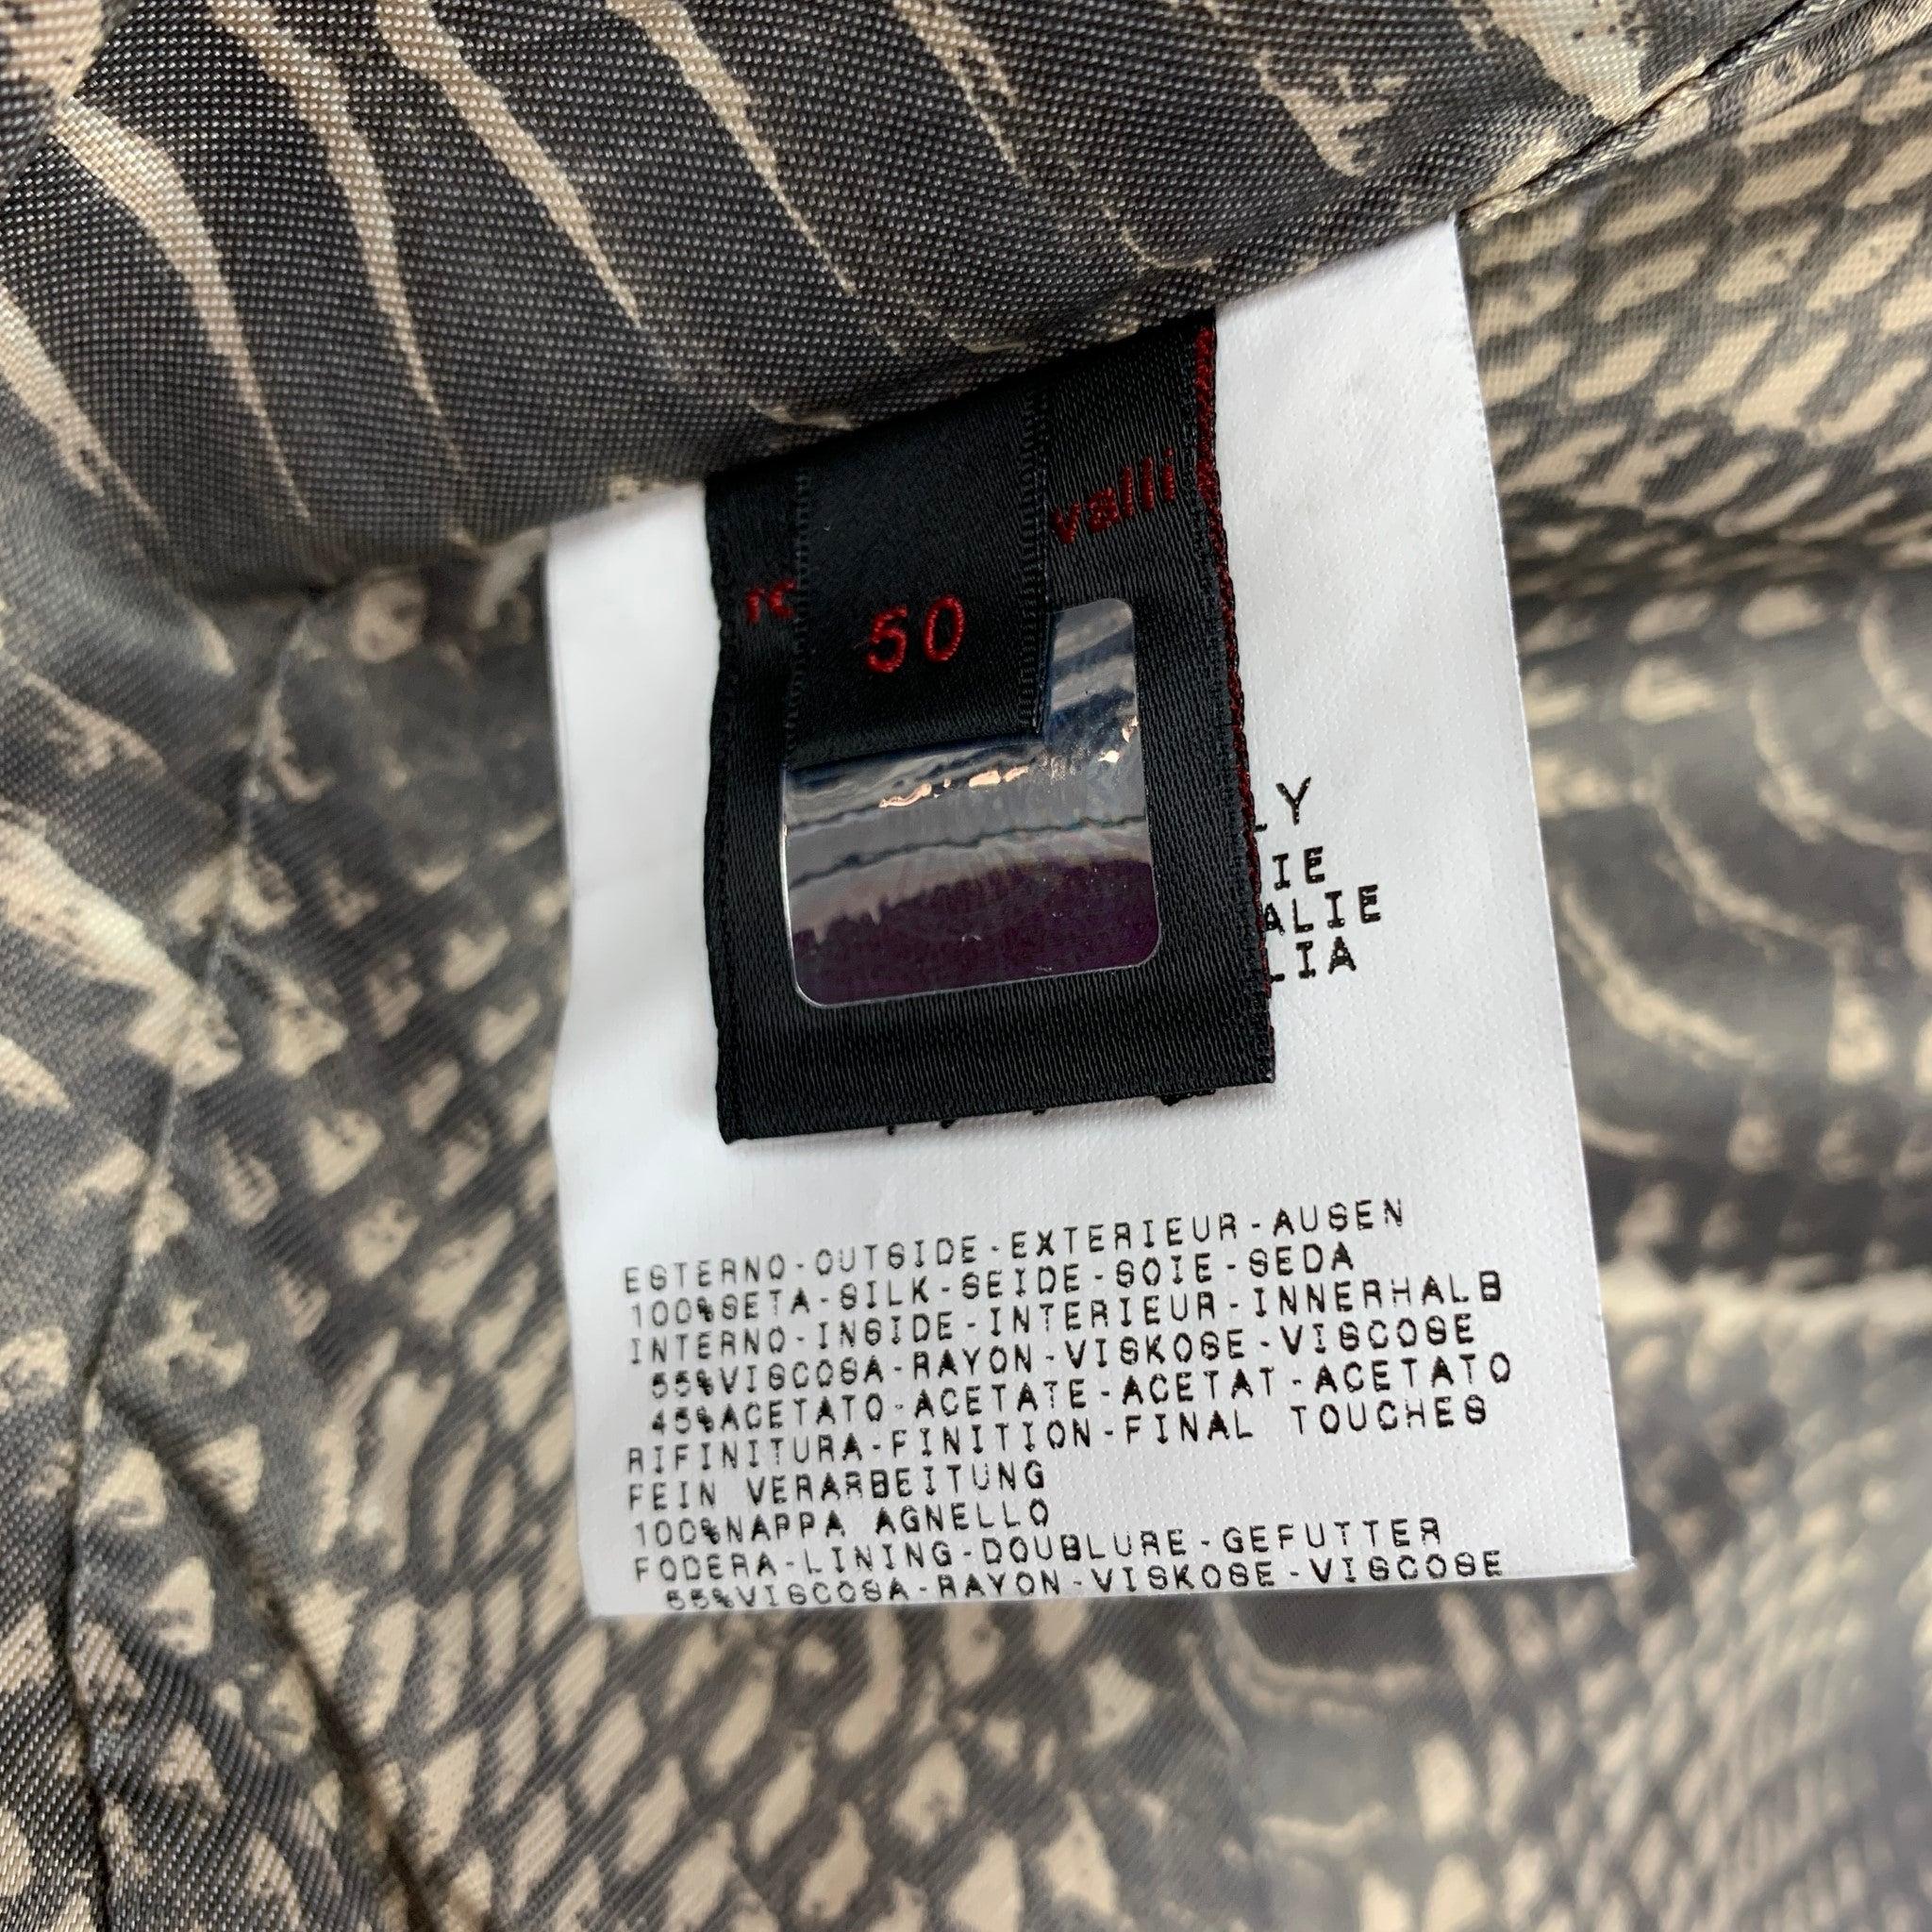 valli
50
IE
ALIE
LIA
ESTERNO-OUTSIDE-EXTERIEUR-AUSEN
100%SETA-SILK-SEIDE-SOIE-SEDA
INTERNO-INSIDE-INTERIEUR-INNERHALB
55%VISCOSA-RAYON-VISKOSE-VISCOSE
45%ACETATO-ACETATE-ACETAT-ACETATO
RIFINITURA-FINITION-FINAL TOUCHES
FEIN VERARBEITUNG
100%NAPPA AGNELLO
FODERA-LINING-DOUBLURE-GEFUTTER
55%VISCOSA-RAYON-VISKOSE-VISCOSE